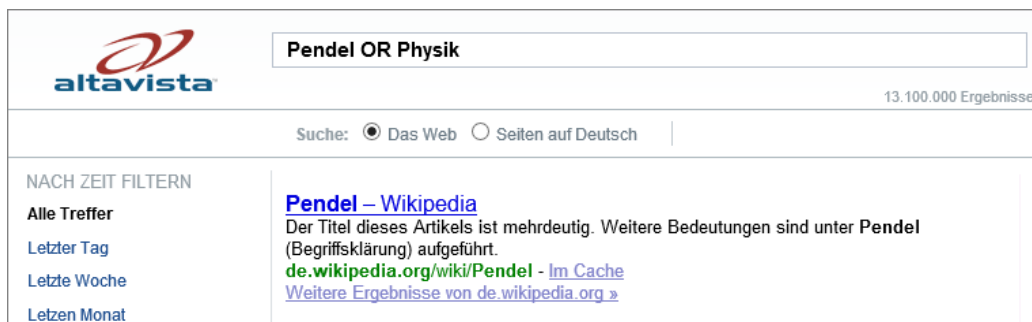 altavista
Pendel OR Physik
13.100.000 Ergebnisse
Suche: Das Web Seiten auf Deutsch
NACH ZEIT FILTERN
Alle Treffer
Letzter Tag
Letzte Woche
Letzen Monat
Pendel – Wikipedia
Der Titel dieses Artikels ist mehrdeutig. Weitere Bedeutungen sind unter Pendel
(Begriffsklärung) aufgeführt.
de.wikipedia.org/wiki/Pendel - Im Cache
Weitere Ergebnisse von de.wikipedia.org »